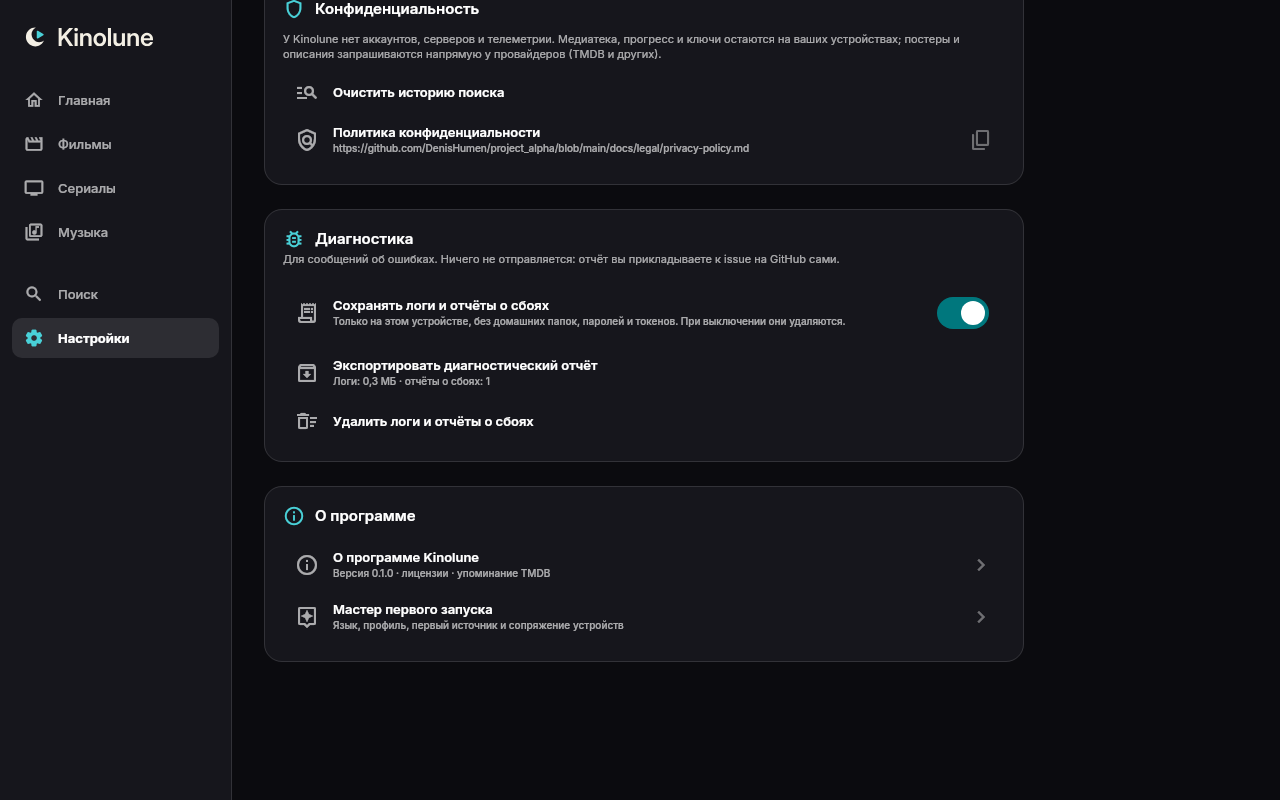 Kinolune
Главная
Фильмы
Сериалы
Музыка
Поиск
Настройки
Конфиденциальность
У Kinolune нет аккаунтов, серверов и телеметрии. Медиатека, прогресс и ключи остаются на ваших устройствах; постеры и
описания запрашиваются напрямую у провайдеров (TMDB и других).
Очистить историю поиска
Политика конфиденциальности
https://github.com/DenisHumen/project_alpha/blob/main/docs/legal/privacy-policy.md
Диагностика
Для сообщений об ошибках. Ничего не отправляется: отчёт вы прикладываете к issue на GitHub сами.
Сохранять логи и отчёты о сбоях
Только на этом устройстве, без домашних папок, паролей и токенов. При выключении они удаляются.
Экспортировать диагностический отчёт
Логи: 0,3 МБ · отчёты о сбоях: 1
Удалить логи и отчёты о сбоях
О программе
О программе Kinolune
Версия 0.1.0 · лицензии · упоминание TMDB
Мастер первого запуска
Язык, профиль, первый источник и сопряжение устройств